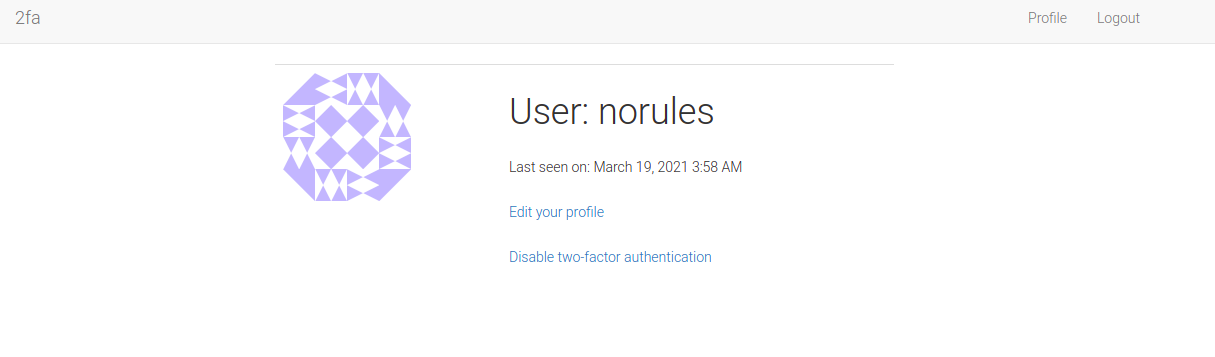 2fa
Profile
Logout
User: norules
Last seen on: March 19, 2021 3:58 AM
Edit your profile
Disable two-factor authentication